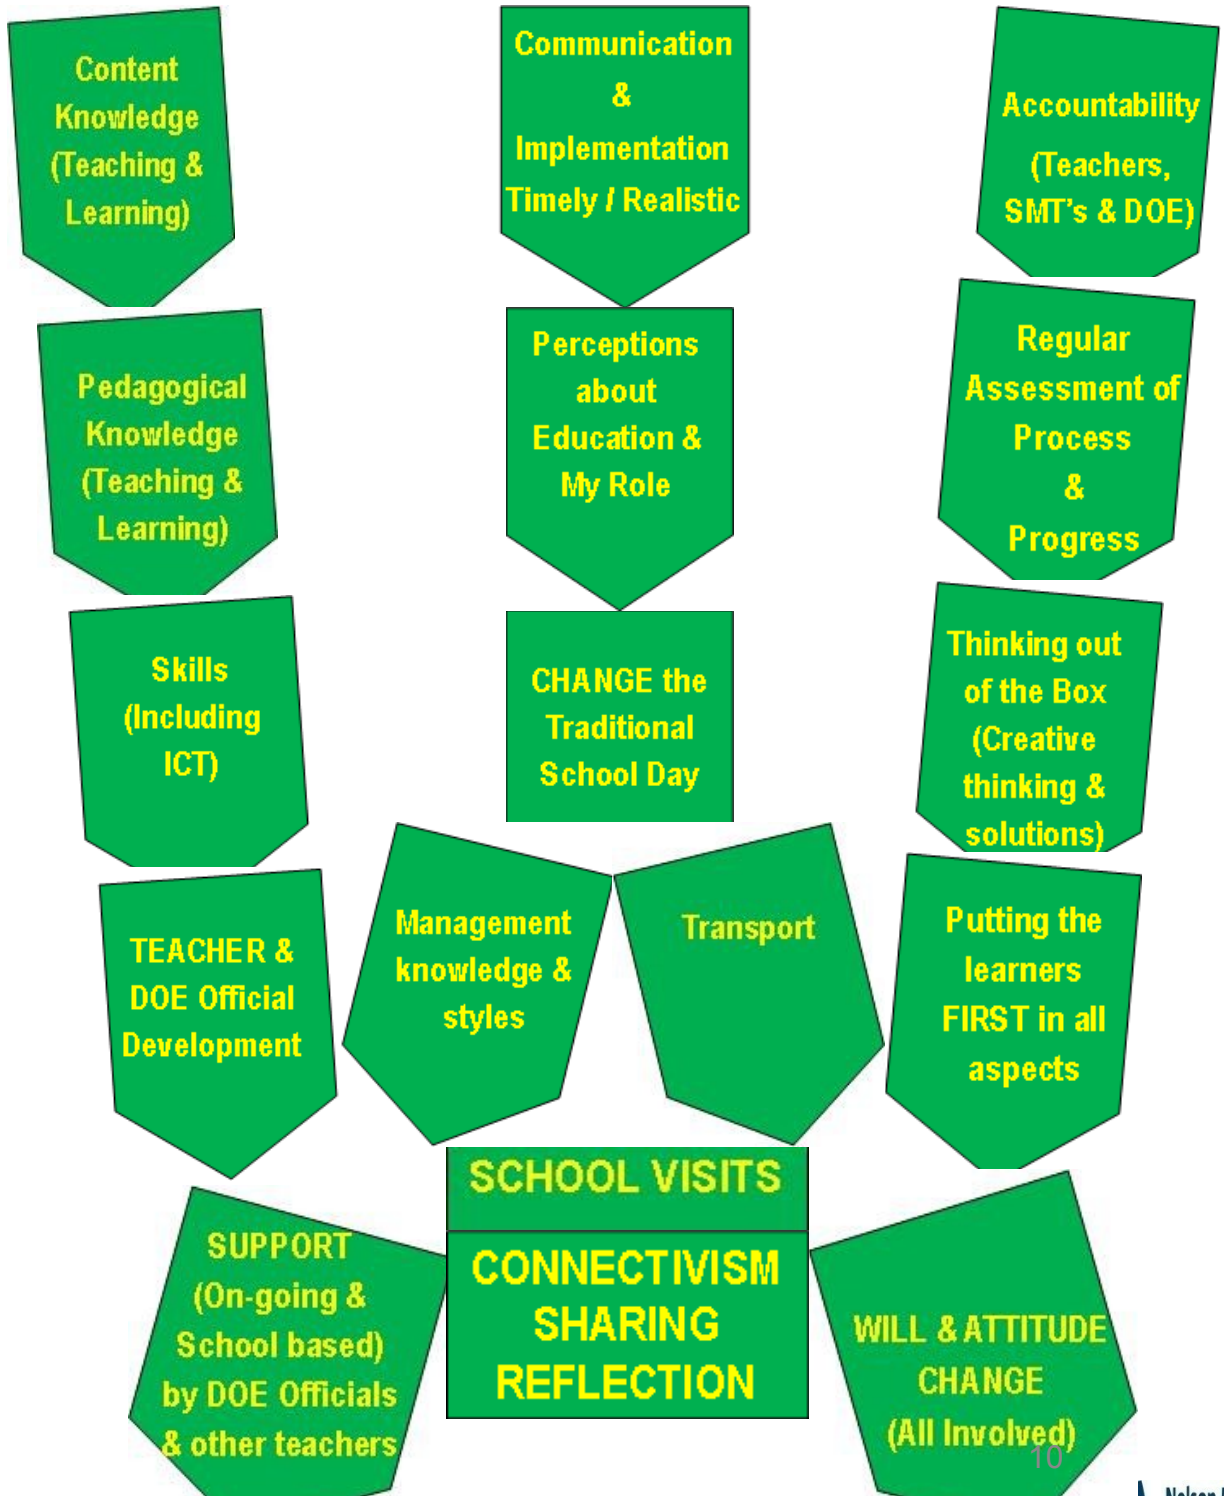 Content
Knowledge
(Teaching &
Learning)
Communication
&
Implementation
Timely / Realistic
Accountability
(Teachers,
SMT's & DOE)
Pedagogical
Knowledge
(Teaching &
Learning)
Perceptions
about
Education &
My Role
Regular
Assessment of
Process
&
Progress
Skills
(Including
ICT)
CHANGE the
Traditional
School Day
Thinking out
of the Box
(Creative
thinking &
solutions)
TEACHER &
DOE Official
Development
Management
knowledge &
styles
Transport
Putting the
learners
FIRST in all
aspects
SCHOOL VISITS
SUPPORT
(On-going &
School based)
by DOE Officials
& other teachers
CONNECTIVISM
SHARING
REFLECTION
WILL & ATTITUDE
CHANGE
(All Involved)
10